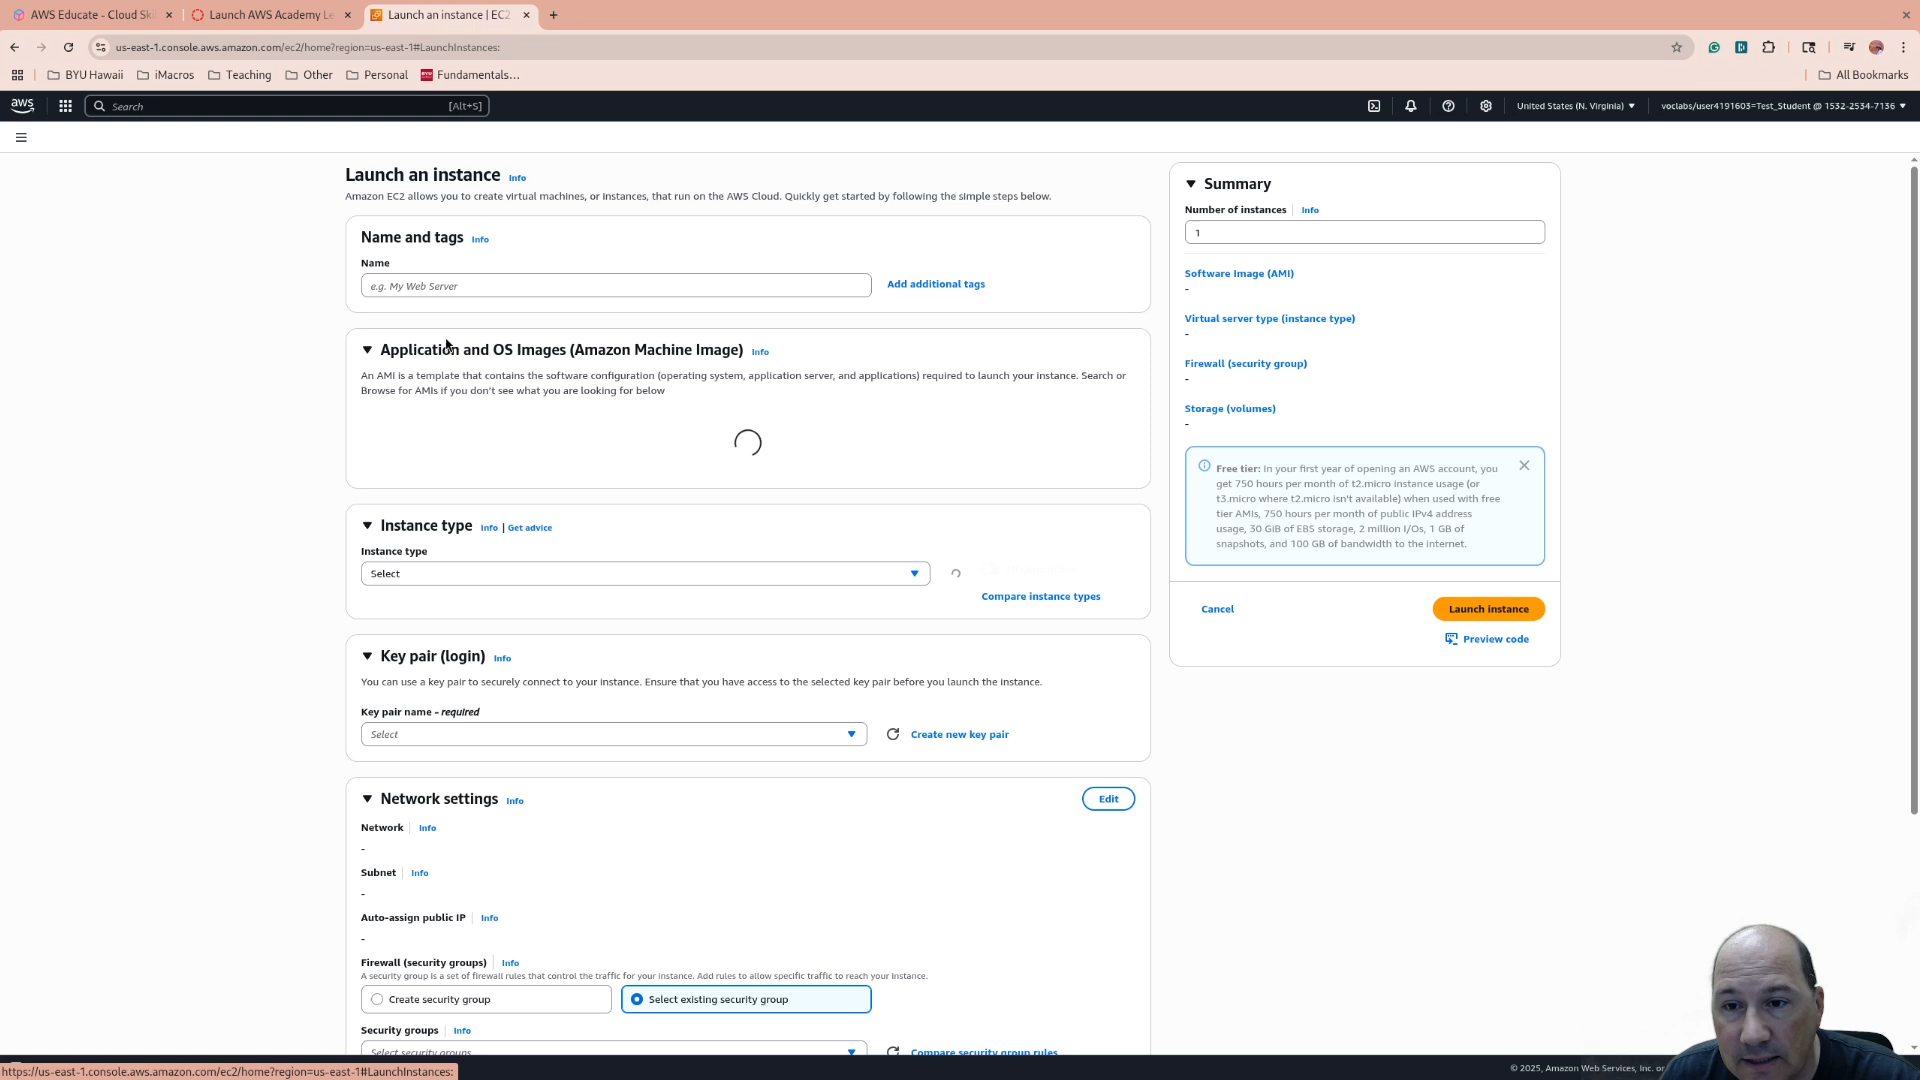 AWS Educate - Cloud Sk
Launch AWS Academy Le
Launch an instance | EC2
us-east-1.console.aws.amazon.com/ec2/home?region=us-east-1#LaunchInstances:
BYU Hawaii
iMacros
Teaching
Other
Personal
Fundamentals...
All Bookmarks
aws
Search
[Alt+S]
United States (N. Virginia)
voclabs/user4191603=Test_Student @ 1532-2534-7136
Launch an instance Info
Amazon EC2 allows you to create virtual machines, or instances, that run on the AWS Cloud. Quickly get started by following the simple steps below.
Name and tags Info
Name
e.g. My Web Server
Add additional tags
Application and OS Images (Amazon Machine Image) Info
An AMI is a template that contains the software configuration (operating system, application server, and applications) required to launch your instance. Search or
Browse for AMIs if you don't see what you are looking for below
Instance type Info | Get advice
Instance type
Select
Compare instance types
Key pair (login) Info
You can use a key pair to securely connect to your instance. Ensure that you have access to the selected key pair before you launch the instance.
Key pair name - required
Select
Create new key pair
Network settings Info
Edit
Network Info
-
Subnet Info
-
Auto-assign public IP Info
-
Firewall (security groups) Info
A security group is a set of firewall rules that control the traffic for your instance. Add rules to allow specific traffic to reach your instance.
Create security group
Select existing security group
Security groups Info
Select security groups
Compare security group rules
Summary
Number of instances Info
1
Software Image (AMI)
-
Virtual server type (instance type)
-
Firewall (security group)
-
Storage (volumes)
-
Free tier: In your first year of opening an AWS account, you
get 750 hours per month of t2.micro instance usage (or
t3.micro where t2.micro isn't available) when used with free
tier AMIs, 750 hours per month of public IPv4 address
usage, 30 GiB of EBS storage, 2 million I/Os, 1 GB of
snapshots, and 100 GB of bandwidth to the internet.
Cancel
Launch instance
Preview code
https://us-east-1.console.aws.amazon.com/ec2/home?region=us-east-1#LaunchInstances:
© 2025, Amazon Web Services, Inc. or